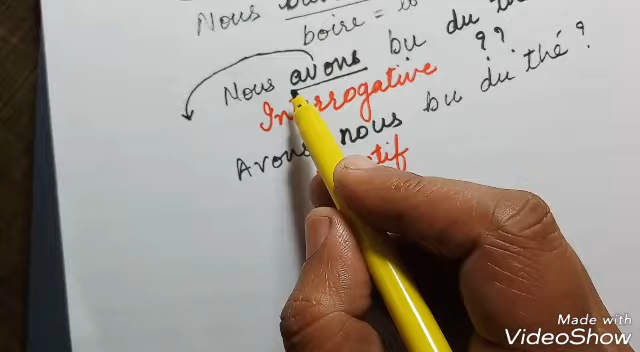 Nous
boire =
Nous avons bu du
Interrogative ??
Avons nous bu du thé?
Made with
VideoShow